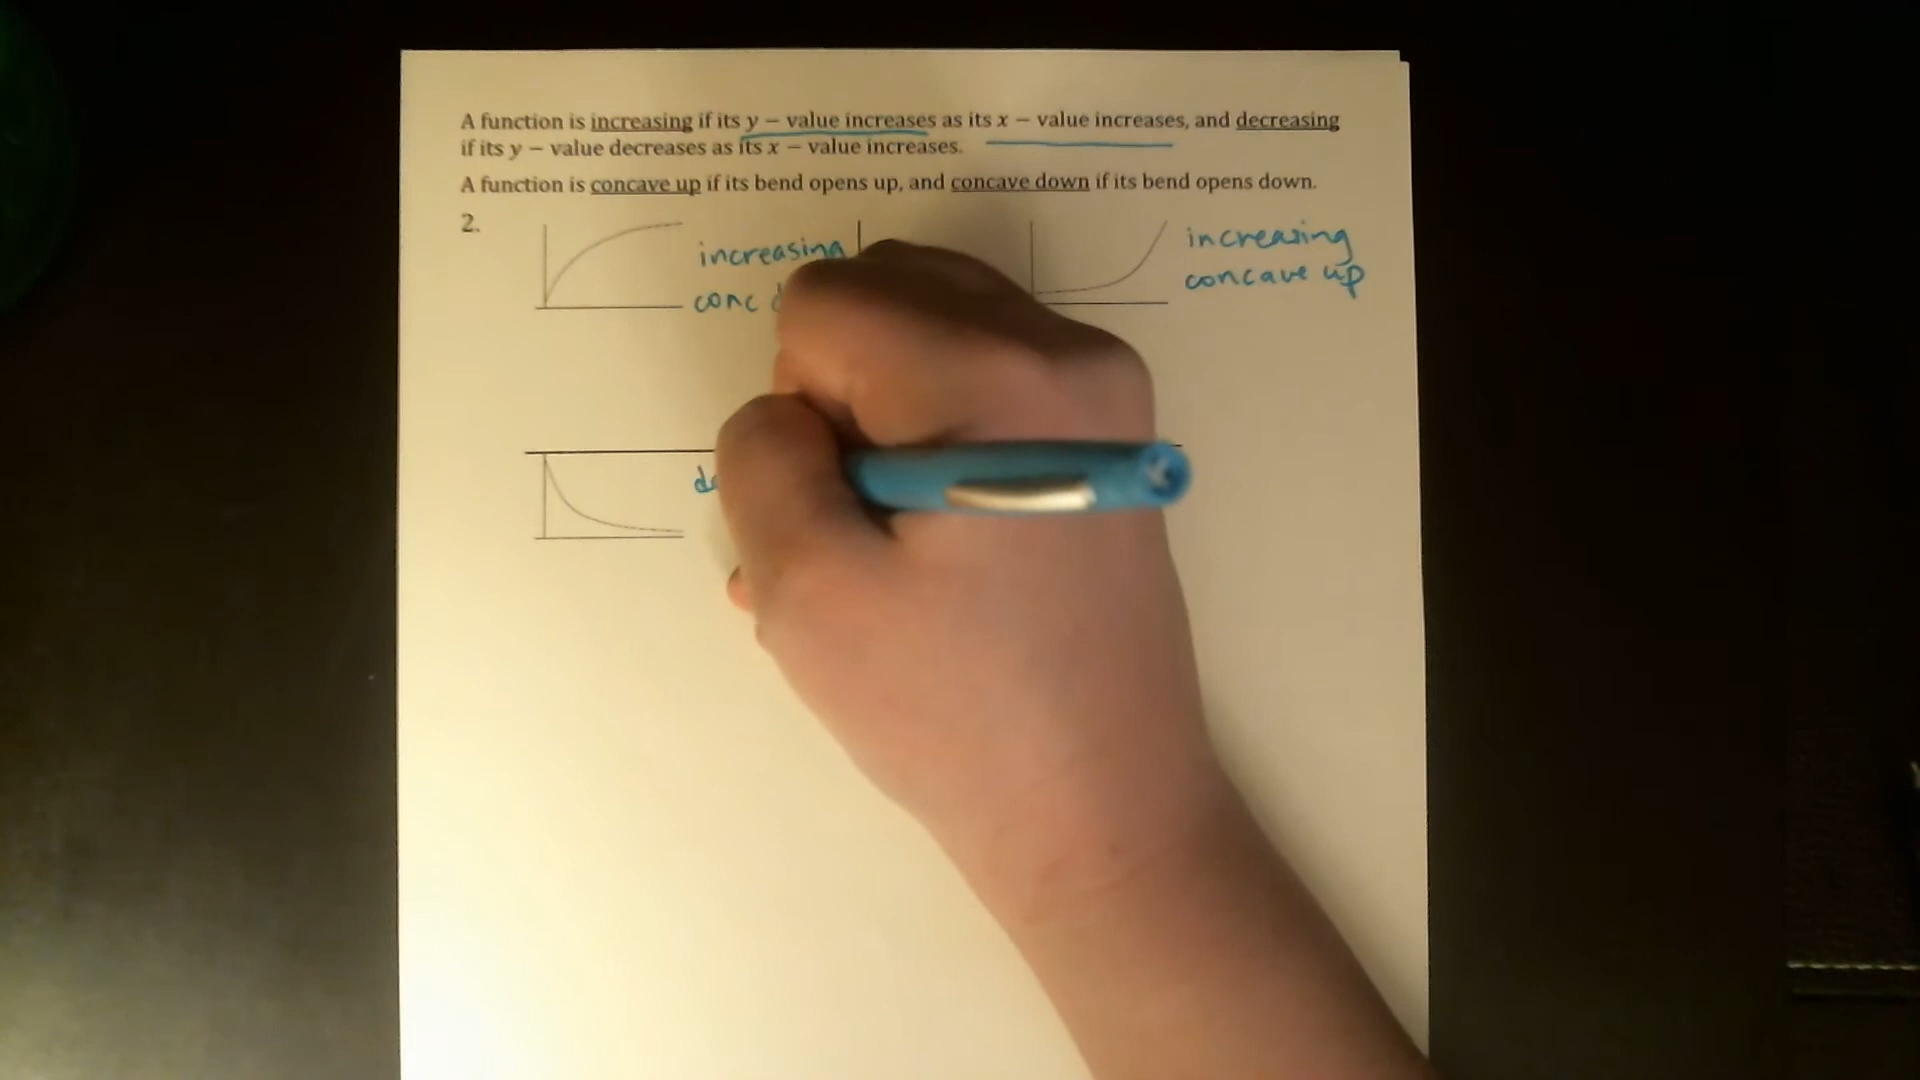 A function is increasing if its y – value increases as its x – value increases, and decreasing
if its y – value decreases as its x – value increases.
A function is concave up if its bend opens up, and concave down if its bend opens down.
2.
increasing
conc
increasing
concave up